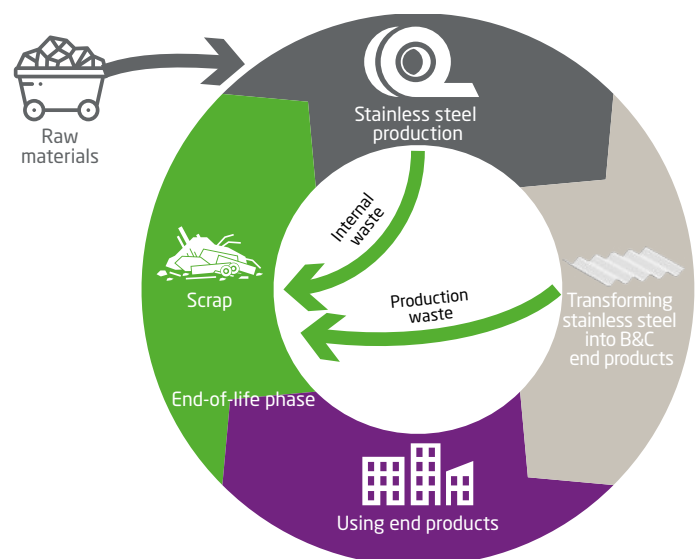 Raw
materials
Stainless steel
production
Internal
waste
Production
waste
Scrap
Transforming
stainless steel
into B&C
end products
End-of-life phase
Using end products